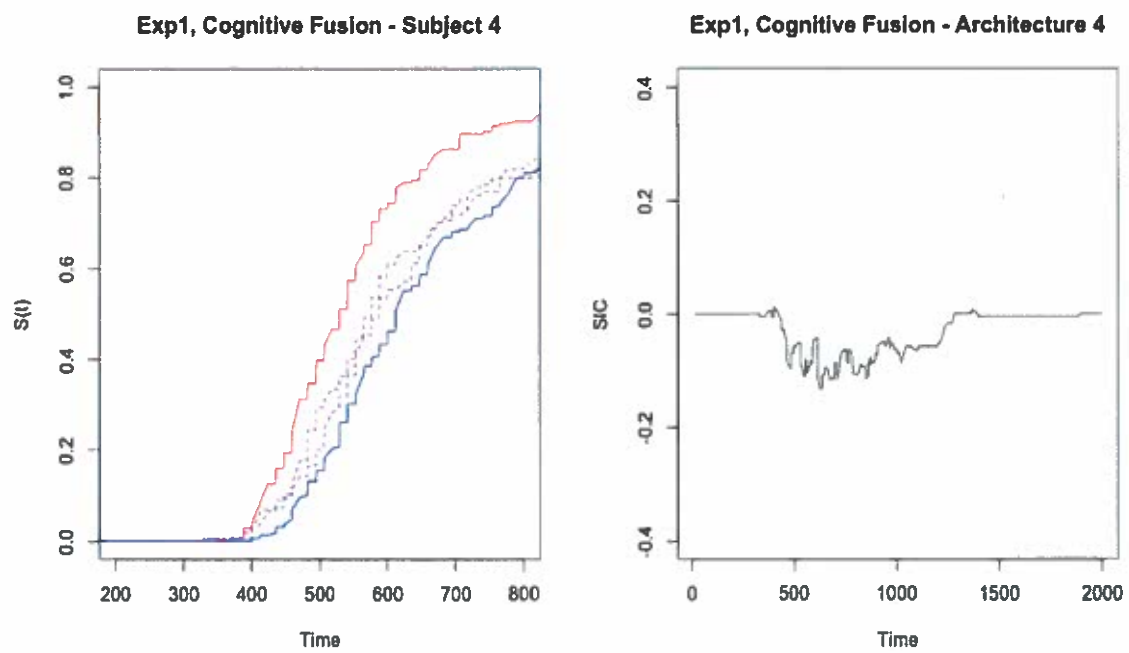 Exp1, Cognitive Fusion - Subject 4
S(t)
1.0
0.8
0.6
0.4
0.2
0.0
200 300 400 500 600 700 800
Time
Exp1, Cognitive Fusion - Architecture 4
SIC
0.4
0.2
0.0
-0.2
-0.4
0 500 1000 1500 2000
Time